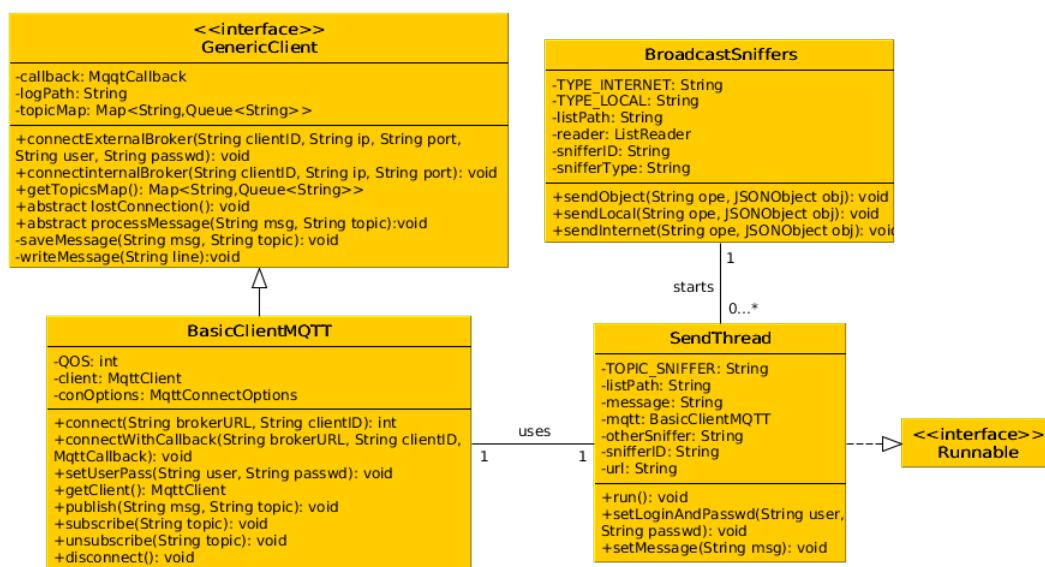 <<interface>>
GenericClient
-callback: MqqtCallback
-logPath: String
-topicMap: Map<String,Queue<String>>
+connectExternalBroker(String clientID, String ip, String port,
String user, String passwd): void
+connectinternalBroker(String clientID, String ip, String port): void
+getTopicsMap(): Map<String,Queue<String>>
+abstract lostConnection(): void
+abstract processMessage(String msg, String topic):void
-saveMessage(String msg, String topic): void
-writeMessage(String line):void
BroadcastSniffers
-TYPE_INTERNET: String
-TYPE_LOCAL: String
-listPath: String
-reader: ListReader
-snifferID: String
-snifferType: String
+sendObject(String ope, JSONObject obj): void
+sendLocal(String ope, JSONObject obj): void
+sendInternet(String ope, JSONObject obj): void
1
starts
0...*
BasicClientMQTT
-QOS: int
-client: MqttClient
-conOptions: MqttConnectOptions
+connect(String brokerURL, String clientID): int
+connectWithCallback(String brokerURL, String clientID,
MqttCallback): void
+setUserPass(String user, String passwd): void
+getClient(): MqttClient
+publish(String msg, String topic): void
+subscribe(String topic): void
+unsubscribe(String topic): void
+disconnect(): void
uses
1
1
SendThread
-TOPIC_SNIFFER: String
-listPath: String
-message: String
-mqtt: BasicClientMQTT
-otherSniffer: String
-snifferID: String
-url: String
+run(): void
+setLoginAndPasswd(String user,
String passwd): void
+setMessage(String msg): void
<<interface>>
Runnable